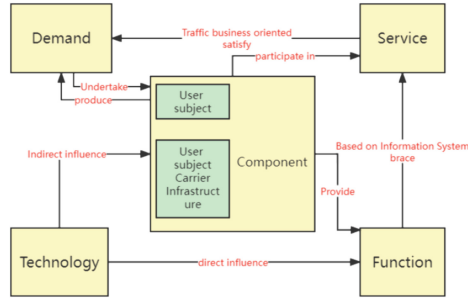 Demand
Traffic business oriented
satisfy
Service
participate in
Undertake
produce
User
subject
User
subject
Carrier
Infrastruct
ure
Component
Indirect influence
Based on Information System
brace
Provide
Technology
direct influence
Function